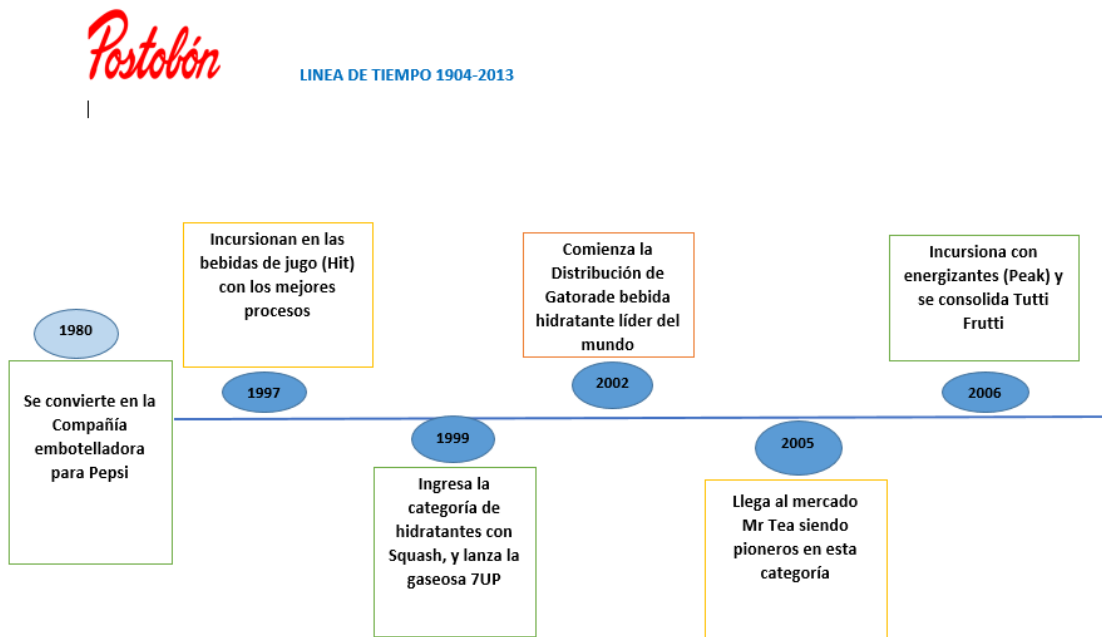 Postobón
LINEA DE TIEMPO 1904-2013
1980
Se convierte en la
Compañía
embotelladora
para Pepsi
Incursionan en las
bebidas de jugo (Hit)
con los mejores
procesos
1997
1999
Ingresa la
categoría de
hidratantes con
Squash, y lanza la
gaseosa 7UP
Comienza la
Distribución de
Gatorade bebida
hidratante líder del
mundo
2002
2005
Llega al mercado
Mr Tea siendo
pioneros en esta
categoría
Incursiona con
energizantes (Peak) y
se consolida Tutti
Frutti
2006